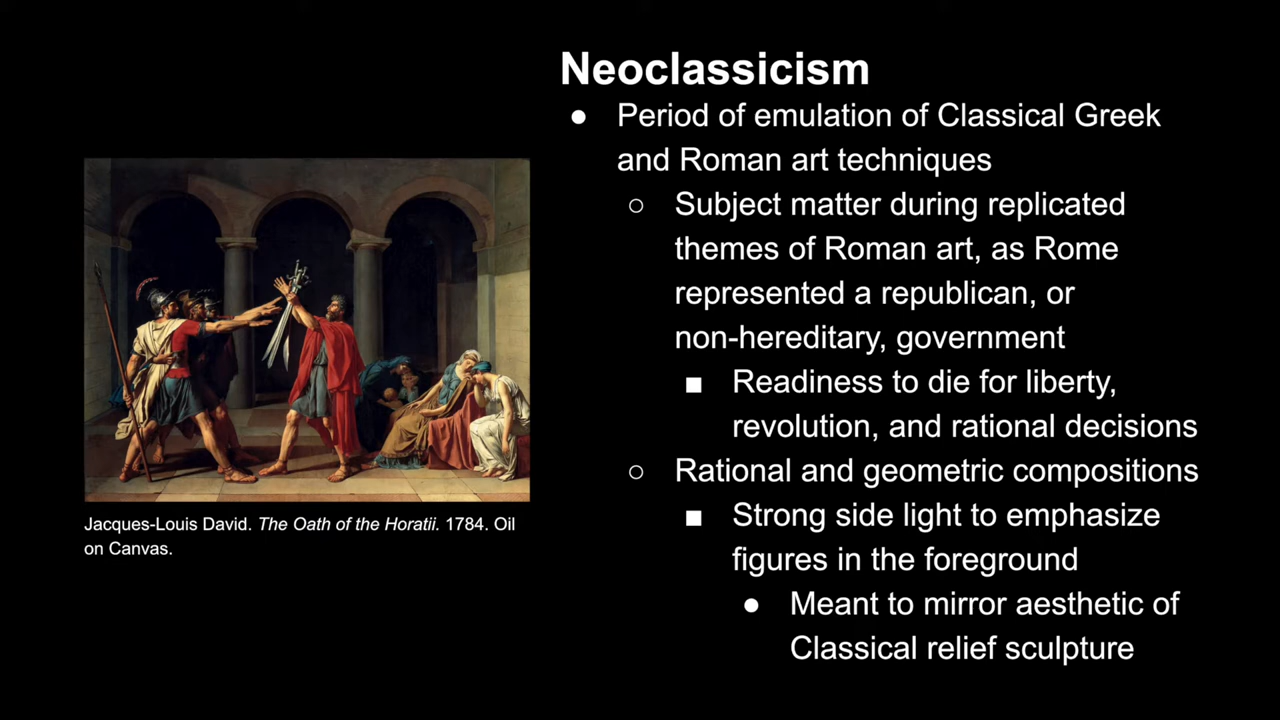 Neoclassicism
● Period of emulation of Classical Greek
and Roman art techniques
○ Subject matter during replicated
themes of Roman art, as Rome
represented a republican, or
non-hereditary, government
■ Readiness to die for liberty,
revolution, and rational decisions
○ Rational and geometric compositions
■ Strong side light to emphasize
figures in the foreground
● Meant to mirror aesthetic of
Classical relief sculpture
Jacques-Louis David. The Oath of the Horatii. 1784. Oil
on Canvas.